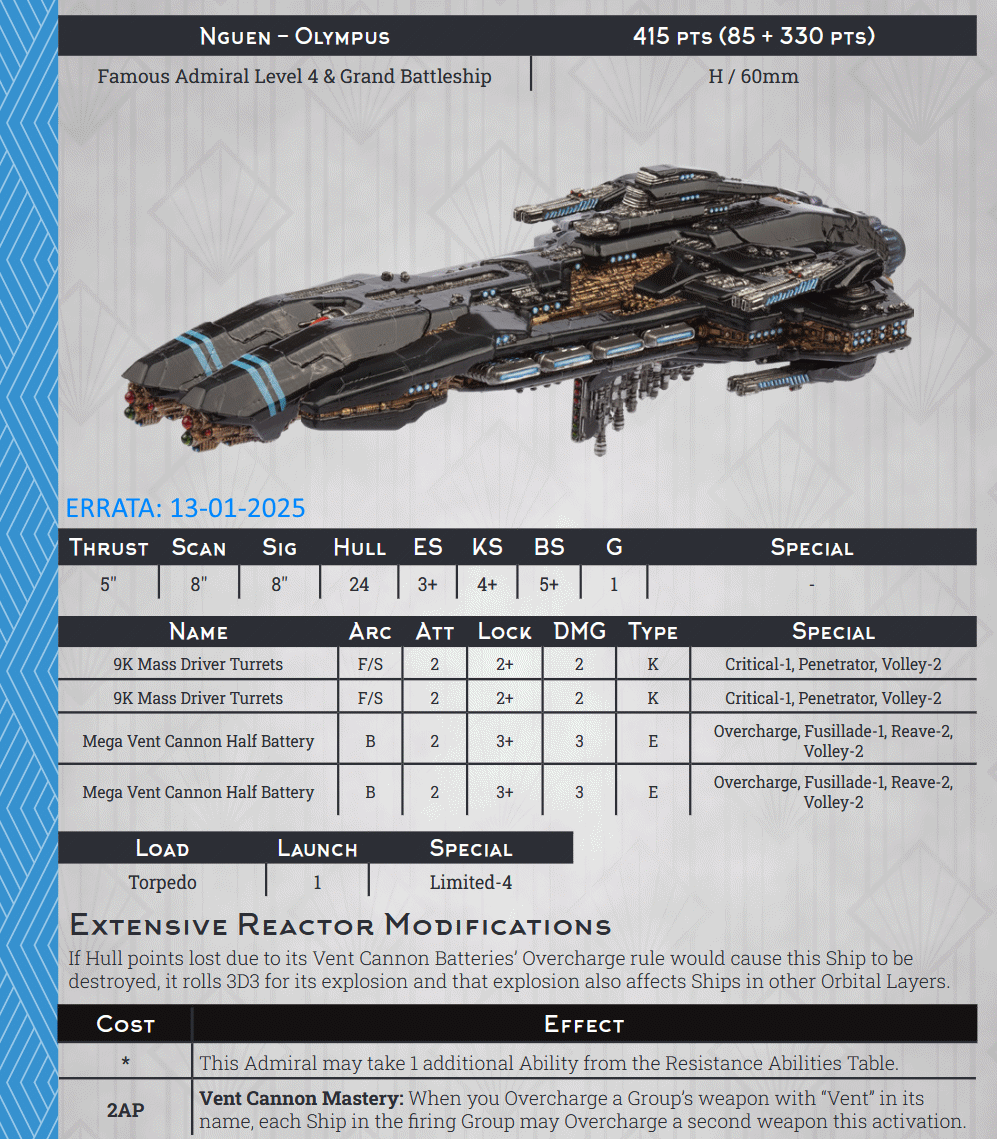 Nguen – Olympus 415 pts (85 + 330 pts)
Famous Admiral Level 4 & Grand Battleship H / 60mm
ERRATA: 13-01-2025
Thrust Scan Sig Hull ES KS BS G Special
5" 8" 8" 24 3+ 4+ 5+ 1 -
Name Arc Att Lock DMG Type Special
9K Mass Driver Turrets F/S 2 2+ 2 K Critical-1, Penetrator, Volley-2
9K Mass Driver Turrets F/S 2 2+ 2 K Critical-1, Penetrator, Volley-2
Mega Vent Cannon Half Battery B 2 3+ 3 E Overcharge, Fusillade-1, Reave-2,
Volley-2
Mega Vent Cannon Half Battery B 2 3+ 3 E Overcharge, Fusillade-1, Reave-2,
Volley-2
Load Launch Special
Torpedo 1 Limited-4
Extensive Reactor Modifications
If Hull points lost due to its Vent Cannon Batteries' Overcharge rule would cause this Ship to be
destroyed, it rolls 3D3 for its explosion and that explosion also affects Ships in other Orbital Layers.
Cost Effect
* This Admiral may take 1 additional Ability from the Resistance Abilities Table.
2AP Vent Cannon Mastery: When you Overcharge a Group's weapon with "Vent" in its
name, each Ship in the firing Group may Overcharge a second weapon this activation.